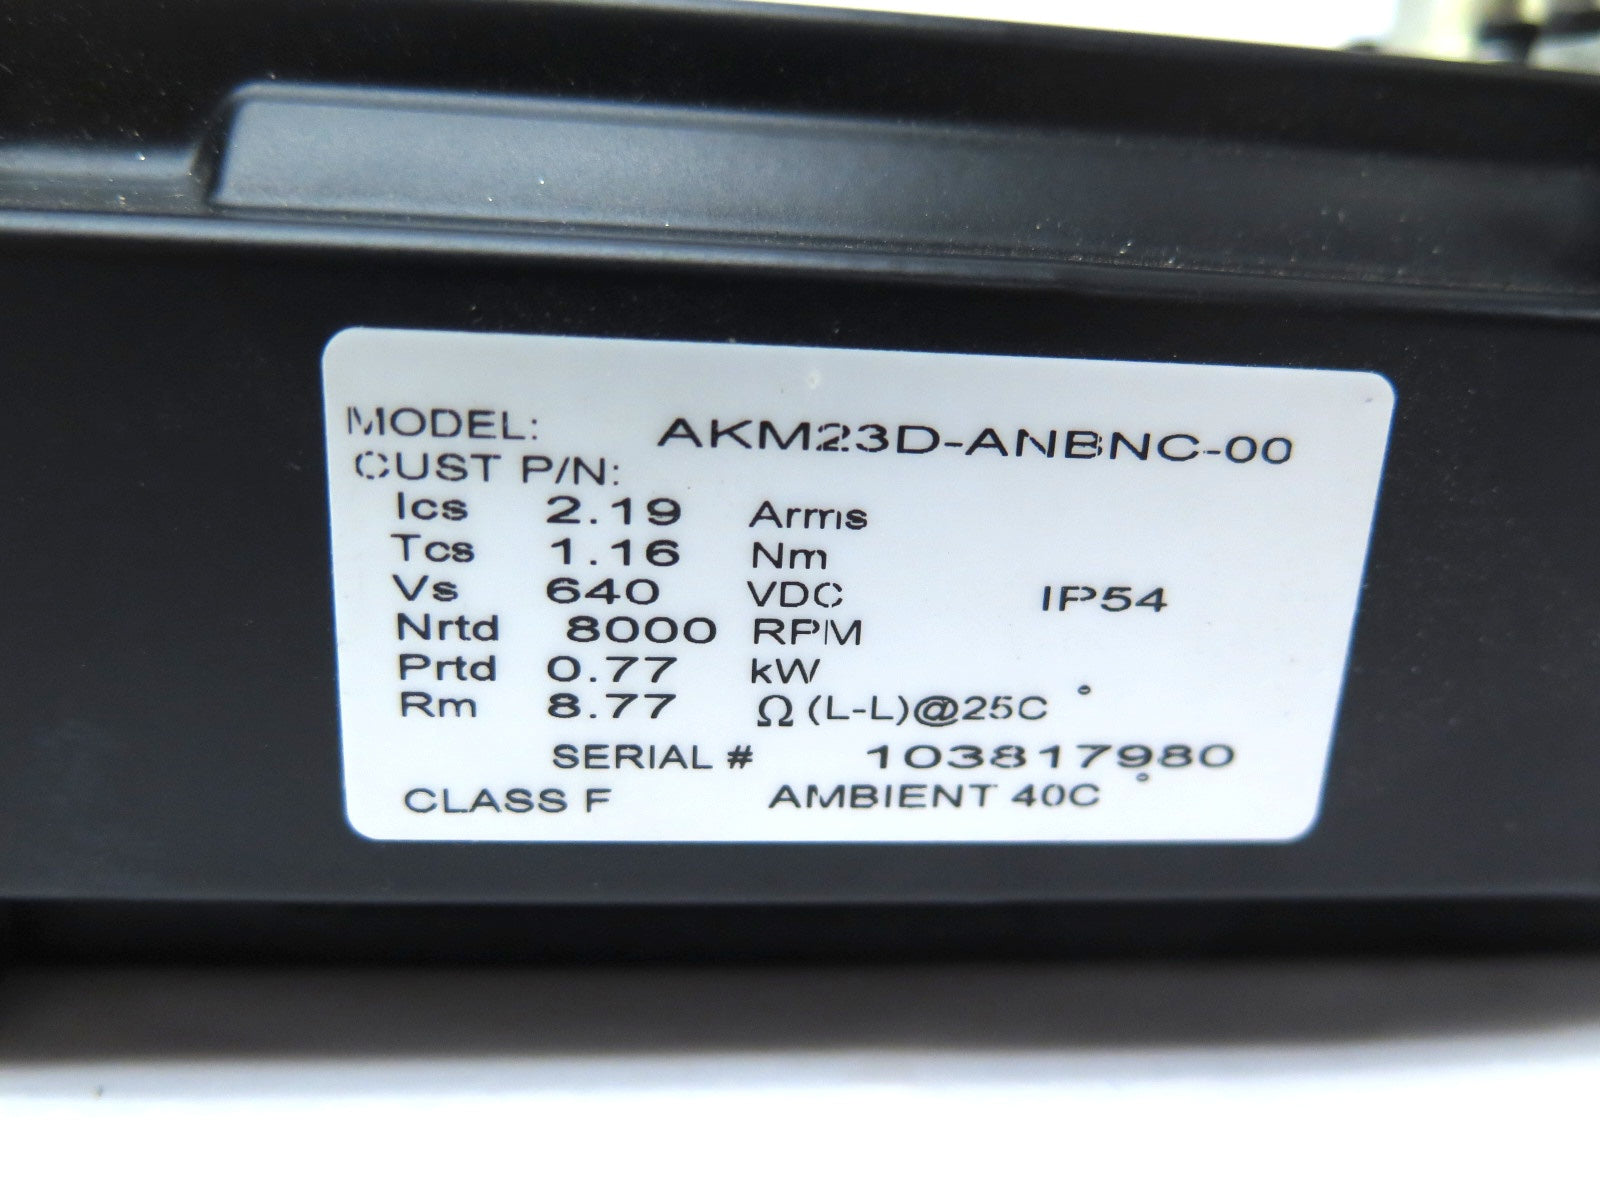 MODEL: AKM23D-ANBNC-00
CUST P/N:
Ics 2.19 Arms
Tcs 1.16 Nm
Vs 640 VDC IP54
Nrtd 8000 RPM
Prtd 0.77 kW
Rm 8.77 Ω (L-L)@25C°
SERIAL # 103817980
CLASS F AMBIENT 40C°